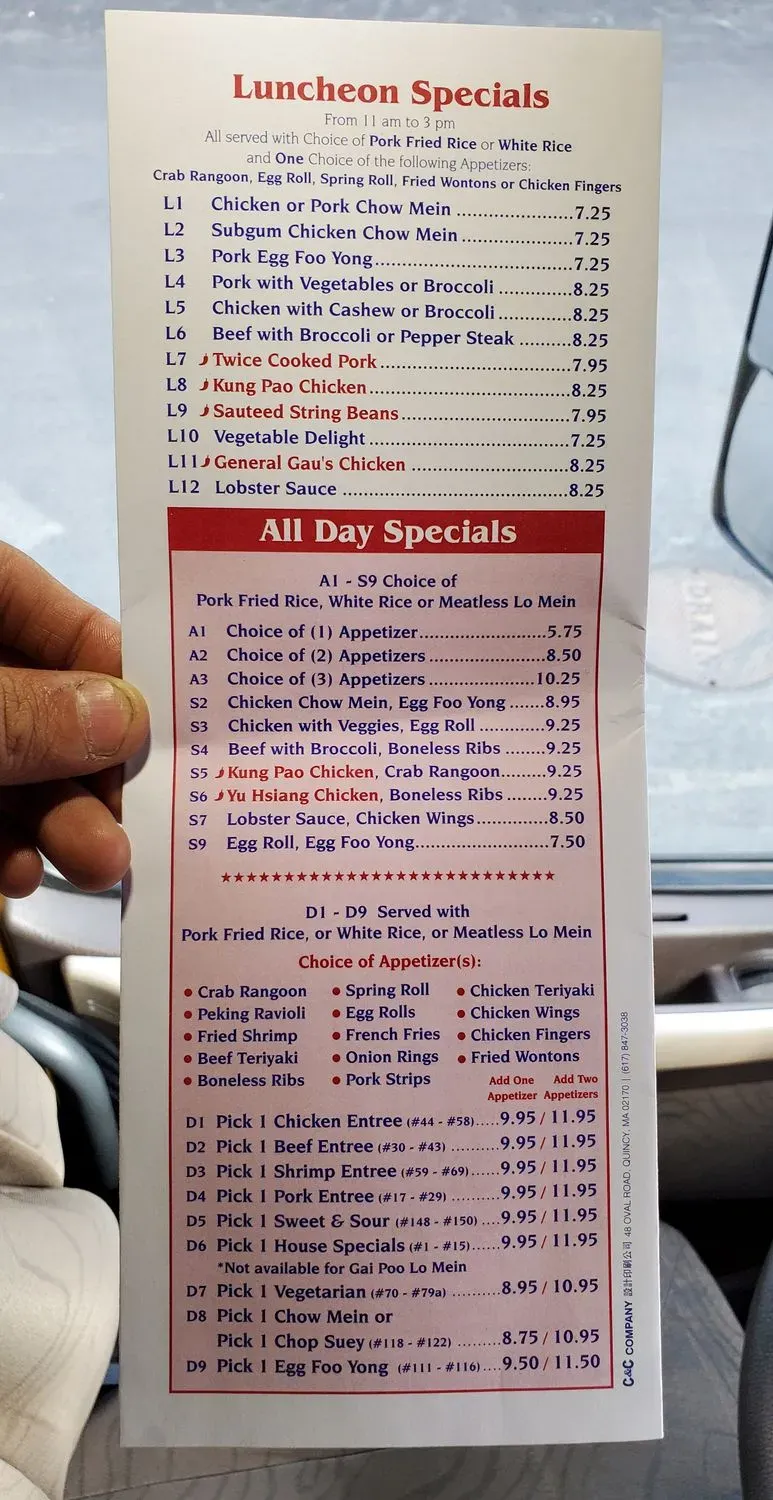 Luncheon Specials
From 11 am to 3 pm
All served with Choice of Pork Fried Rice or White Rice
and One Choice of the following Appetizers:
Crab Rangoon, Egg Roll, Spring Roll, Fried Wontons or Chicken Fingers
L1 Chicken or Pork Chow Mein ........................7.25
L2 Subgum Chicken Chow Mein .......................7.25
L3 Pork Egg Foo Yong........................................7.25
L4 Pork with Vegetables or Broccoli ...............8.25
L5 Chicken with Cashew or Broccoli...............8.25
L6 Beef with Broccoli or Pepper Steak ..........8.25
L7 Twice Cooked Pork.......................................7.95
L8 Kung Pao Chicken.........................................8.25
L9 Sauteed String Beans...................................7.95
L10 Vegetable Delight........................................7.25
L11 General Gau's Chicken ...............................8.25
L12 Lobster Sauce .............................................8.25
All Day Specials
A1 - S9 Choice of
Pork Fried Rice, White Rice or Meatless Lo Mein
A1 Choice of (1) Appetizer..........................5.75
A2 Choice of (2) Appetizers........................8.50
A3 Choice of (3) Appetizers......................10.25
S2 Chicken Chow Mein, Egg Foo Yong ......8.95
S3 Chicken with Veggies, Egg Roll..............9.25
S4 Beef with Broccoli, Boneless Ribs ........9.25
S5 Kung Pao Chicken, Crab Rangoon.........9.25
S6 Yu Hsiang Chicken, Boneless Ribs........9.25
S7 Lobster Sauce, Chicken Wings..............8.50
S9 Egg Roll, Egg Foo Yong...........................7.50
★★★★★★★★★★★★★★★★★★★★★★★★★★★
D1 - D9 Served with
Pork Fried Rice, or White Rice, or Meatless Lo Mein
Choice of Appetizer(s):
• Crab Rangoon • Spring Roll • Chicken Teriyaki
• Peking Ravioli • Egg Rolls • Chicken Wings
• Fried Shrimp • French Fries • Chicken Fingers
• Beef Teriyaki • Onion Rings • Fried Wontons
• Boneless Ribs • Pork Strips
Add One Add Two
Appetizer Appetizers
D1 Pick 1 Chicken Entree (#44 - #58).....9.95 / 11.95
D2 Pick 1 Beef Entree (#30 - #43) ..........9.95 / 11.95
D3 Pick 1 Shrimp Entree (#59 - #69)......9.95 / 11.95
D4 Pick 1 Pork Entree (#17 - #29) ..........9.95 / 11.95
D5 Pick 1 Sweet & Sour (#148 - #150) ....9.95 / 11.95
D6 Pick 1 House Specials (#1 - #15)......9.95 / 11.95
*Not available for Gai Poo Lo Mein
D7 Pick 1 Vegetarian (#70 - #79a) ..........8.95 / 10.95
D8 Pick 1 Chow Mein or
Pick 1 Chop Suey (#118 - #122) ........8.75 / 10.95
D9 Pick 1 Egg Foo Yong (#111 - #116)....9.50 / 11.50
C&C COMPANY 設計印刷公司 48 OVAL ROAD, QUINCY, MA 02170 | (617) 847-3038
DRAIN